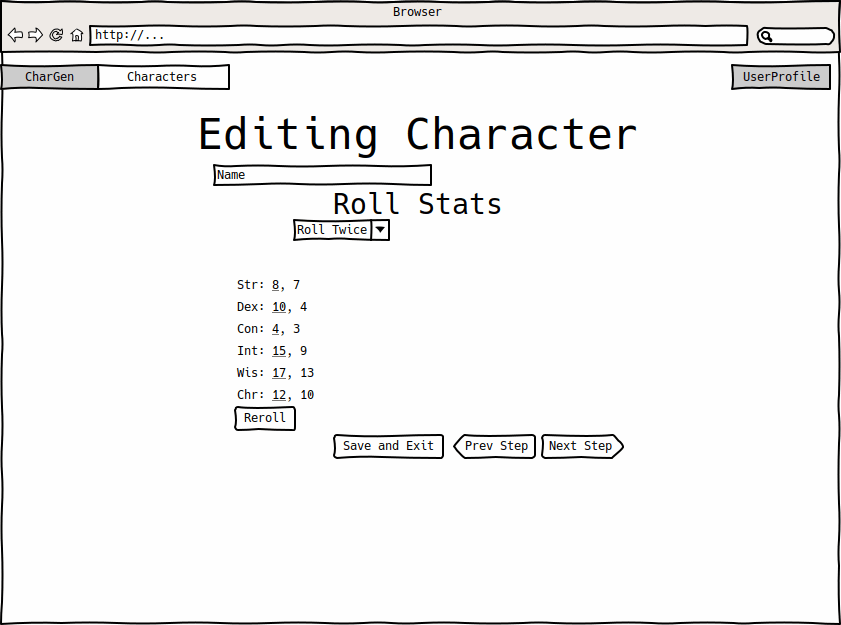 Browser
http://...
CharGen Characters UserProfile
Editing Character
Name
Roll Stats
Roll Twice
Str: 8, 7
Dex: 10, 4
Con: 4, 3
Int: 15, 9
Wis: 17, 13
Chr: 12, 10
Reroll
Save and Exit Prev Step Next Step